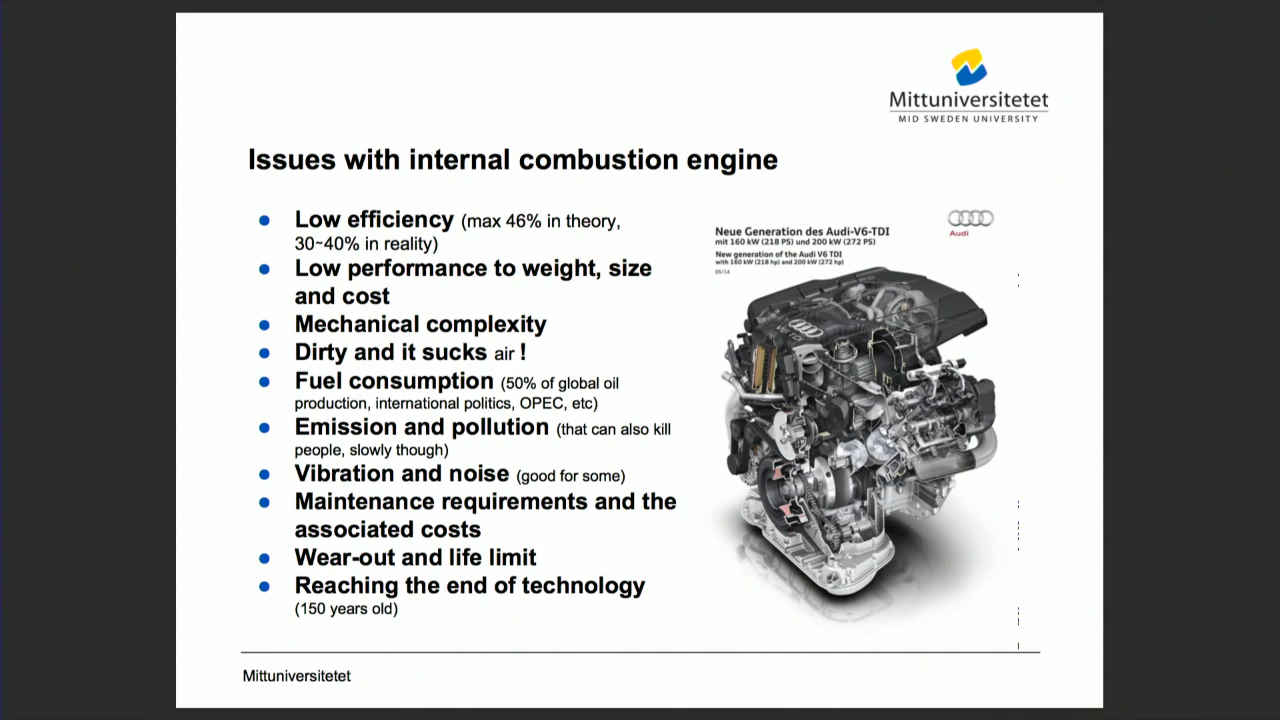 Mittuniversitetet
MID SWEDEN UNIVERSITY
Issues with internal combustion engine
Low efficiency (max 46% in theory,
30~40% in reality)
Low performance to weight, size
and cost
Mechanical complexity
Dirty and it sucks air !
Fuel consumption (50% of global oil
production, international politics, OPEC, etc)
Emission and pollution (that can also kill
people, slowly though)
Vibration and noise (good for some)
Maintenance requirements and the
associated costs
Wear-out and life limit
Reaching the end of technology
(150 years old)
Audi
Neue Generation des Audi-V6-TDI
mit 160 kW (218 PS) und 200 kW (272 PS)
New generation of the Audi V6 TDI
with 160 kW (218 hp) and 200 kW (272 hp)
05/14
V6 TDI
Mittuniversitetet